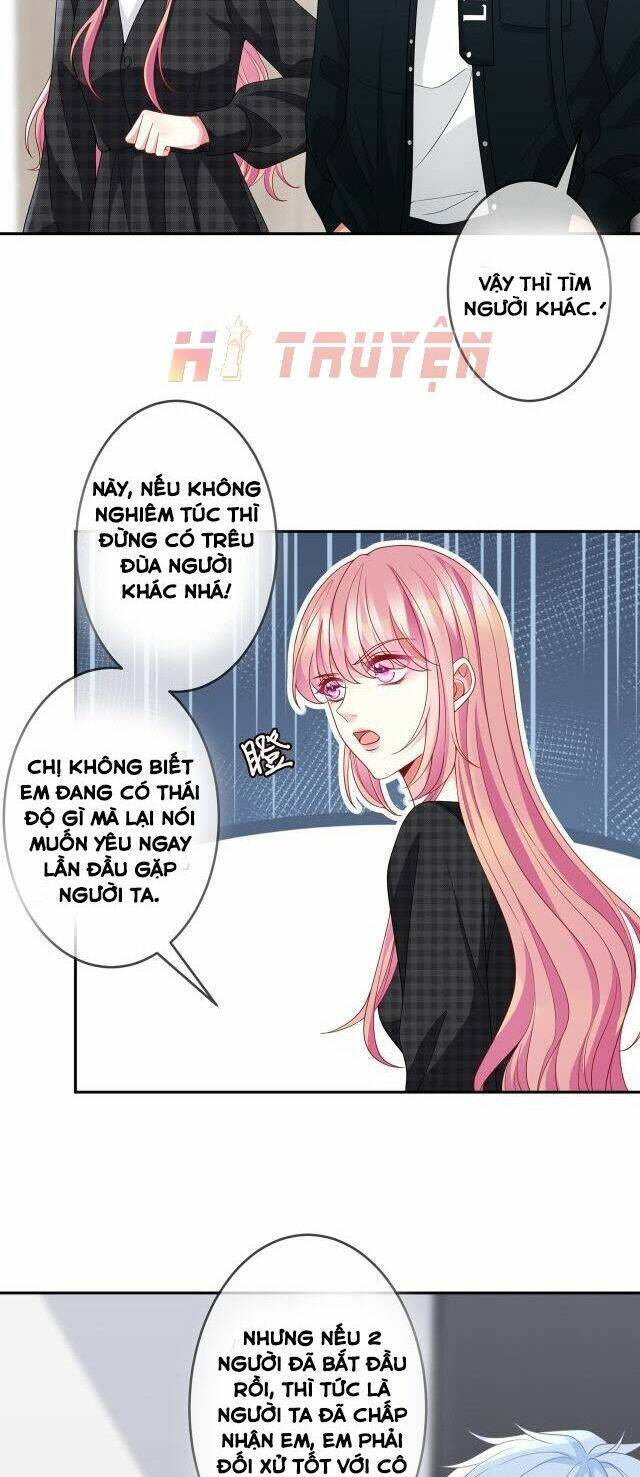 VẬY THÌ TÌM
NGƯỜI KHÁC.'
HI TRUYỆN
NÀY, NẾU KHÔNG
NGHIÊM TÚC THÌ
ĐỪNG CÓ TRÊU
ĐÙA NGƯỜI
KHÁC NHÁ!
瞪
CHỊ KHÔNG BIẾT
EM ĐANG CÓ THÁI
ĐỘ GÌ MÀ LẠI NÓI
MUỐN YÊU NGAY
LẦN ĐẦU GẶP
NGƯỜI TA.
NHƯNG NẾU 2
NGƯỜI ĐÃ BẮT ĐẦU
RỒI, THÌ TỨC LÀ
NGƯỜI TA ĐÃ CHẤP
NHẬN EM, EM PHẢI
ĐỐI XỬ TỐT VỚI CÔ